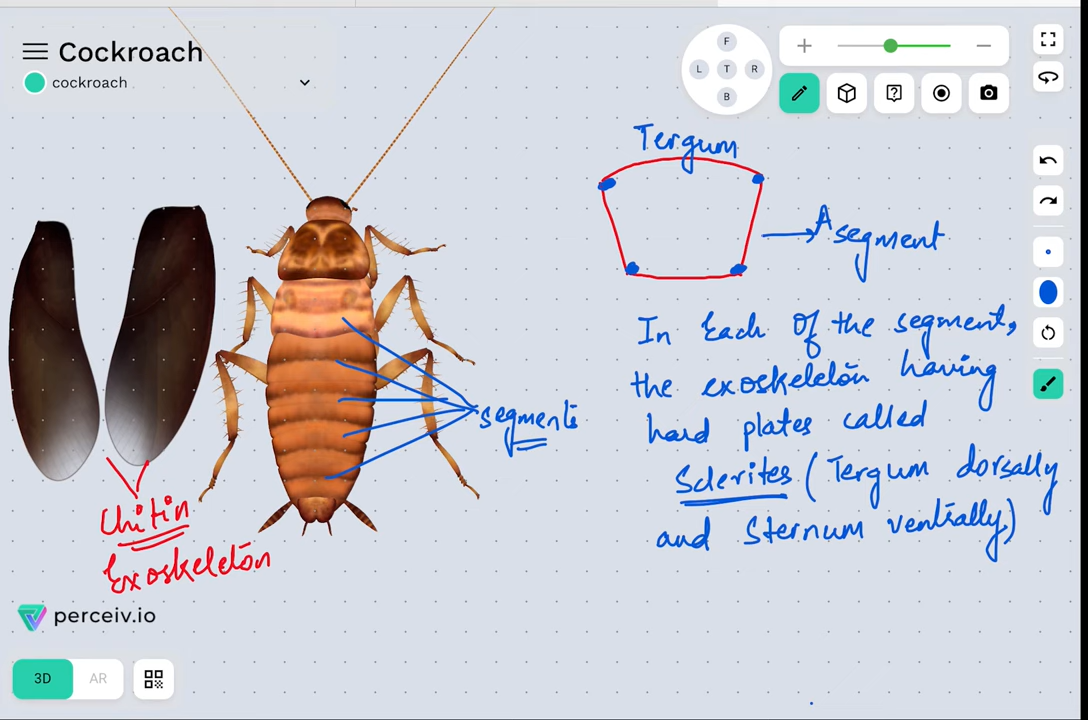 Cockroach
cockroach
F
L T R
B
Tergum
A segment
In Each Of the segment,
the exoskeleton having
hard plates called
Sclerites (Tergum dorsally
and Sternum ventrally)
segments
Chitin
Exoskeleton
perceiv.io
3D AR